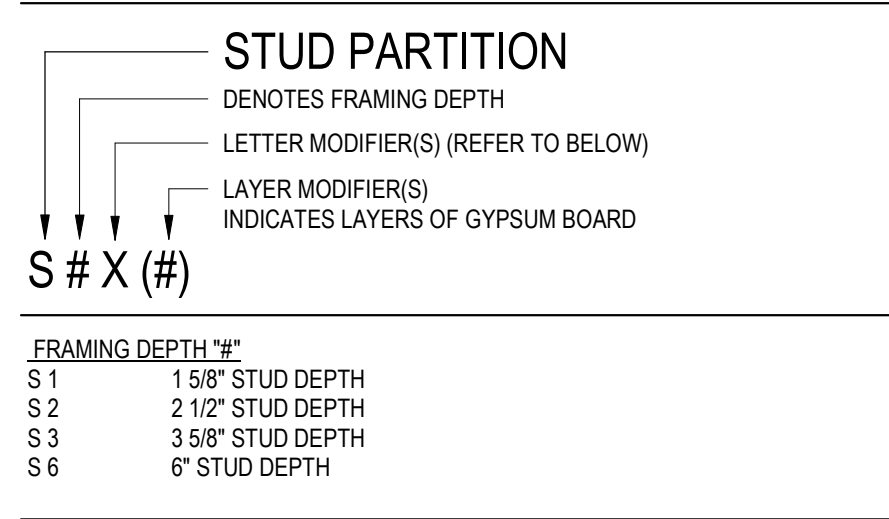 STUD PARTITION
DENOTES FRAMING DEPTH
LETTER MODIFIER(S) (REFER TO BELOW)
LAYER MODIFIER(S)
INDICATES LAYERS OF GYPSUM BOARD
S # X (#)
FRAMING DEPTH "#"
S 1 1 5/8" STUD DEPTH
S 2 2 1/2" STUD DEPTH
S 3 3 5/8" STUD DEPTH
S 6 6" STUD DEPTH